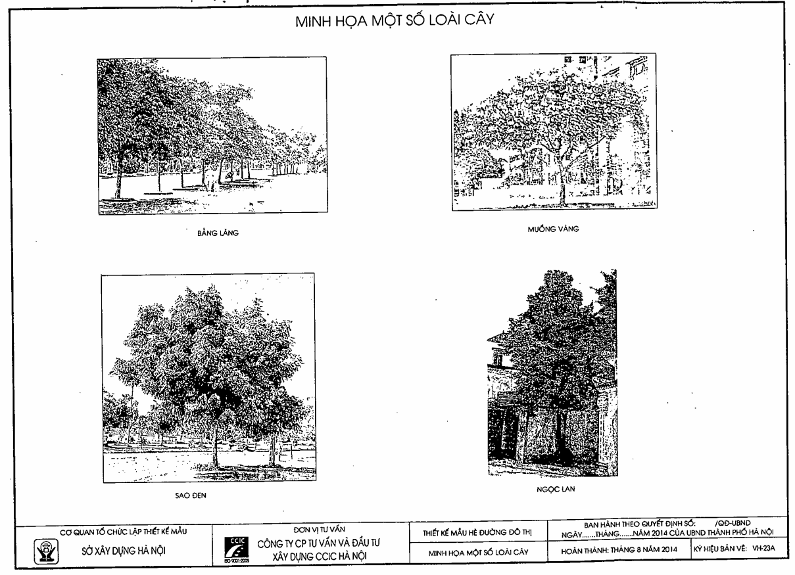 MINH HỌA MỘT SỐ LOÀI CÂY
BẰNG LĂNG
MUỒNG VÀNG
SAO ĐEN
NGỌC LAN
CƠ QUAN TỔ CHỨC LẬP THIẾT KẾ MẪU
SỞ XÂY DỰNG HÀ NỘI
CCIC
ISO 9001:2008
ĐƠN VỊ TƯ VẤN
CÔNG TY CP TƯ VẤN VÀ ĐẦU TƯ
XÂY DỰNG CCIC HÀ NỘI
THIẾT KẾ MẪU HÈ ĐƯỜNG ĐÔ THỊ
MINH HỌA MỘT SỐ LOÀI CÂY
BAN HÀNH THEO QUYẾT ĐỊNH SỐ: /QĐ-UBND
NGÀY......THÁNG......NĂM 2014 CỦA UBND THÀNH PHỐ HÀ NỘI
HOÀN THÀNH: THÁNG 8 NĂM 2014
KÝ HIỆU BẢN VẼ: VH-23A